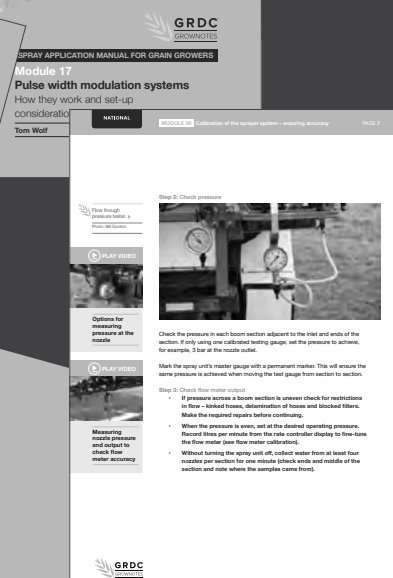 GRDC
GROWNOTES
SPRAY APPLICATION MANUAL FOR GRAIN GROWERS
Module 17
Pulse width modulation systems
How they work and set-up
consideratio
Tom Wolf
NATIONAL
MODULE 08 Calibration of the sprayer system – ensuring accuracy
PAGE 7
Step 2: Check pressure
Flow though
pressure tester.
Photo: Bill Gordon
PLAY VIDEO
Options for
measuring
pressure at the
nozzle
Check the pressure in each boom section adjacent to the inlet and ends of the
section. If only using one calibrated testing gauge, set the pressure to achieve,
for example, 3 bar at the nozzle outlet.
Mark the spray unit's master gauge with a permanent marker. This will ensure the
same pressure is achieved when moving the test gauge from section to section.
PLAY VIDEO
Measuring
nozzle pressure
and output to
check flow
meter accuracy
Step 3: Check flow meter output
• If pressure across a boom section is uneven check for restrictions
in flow – kinked hoses, delamination of hoses and blocked filters.
Make the required repairs before continuing.
• When the pressure is even, set at the desired operating pressure.
Record litres per minute from the rate controller display to fine-tune
the flow meter (see flow meter calibration).
• Without turning the spray unit off, collect water from at least four
nozzles per section for one minute (check ends and middle of the
section and note where the samples came from).
GRDC
GROWNOTES